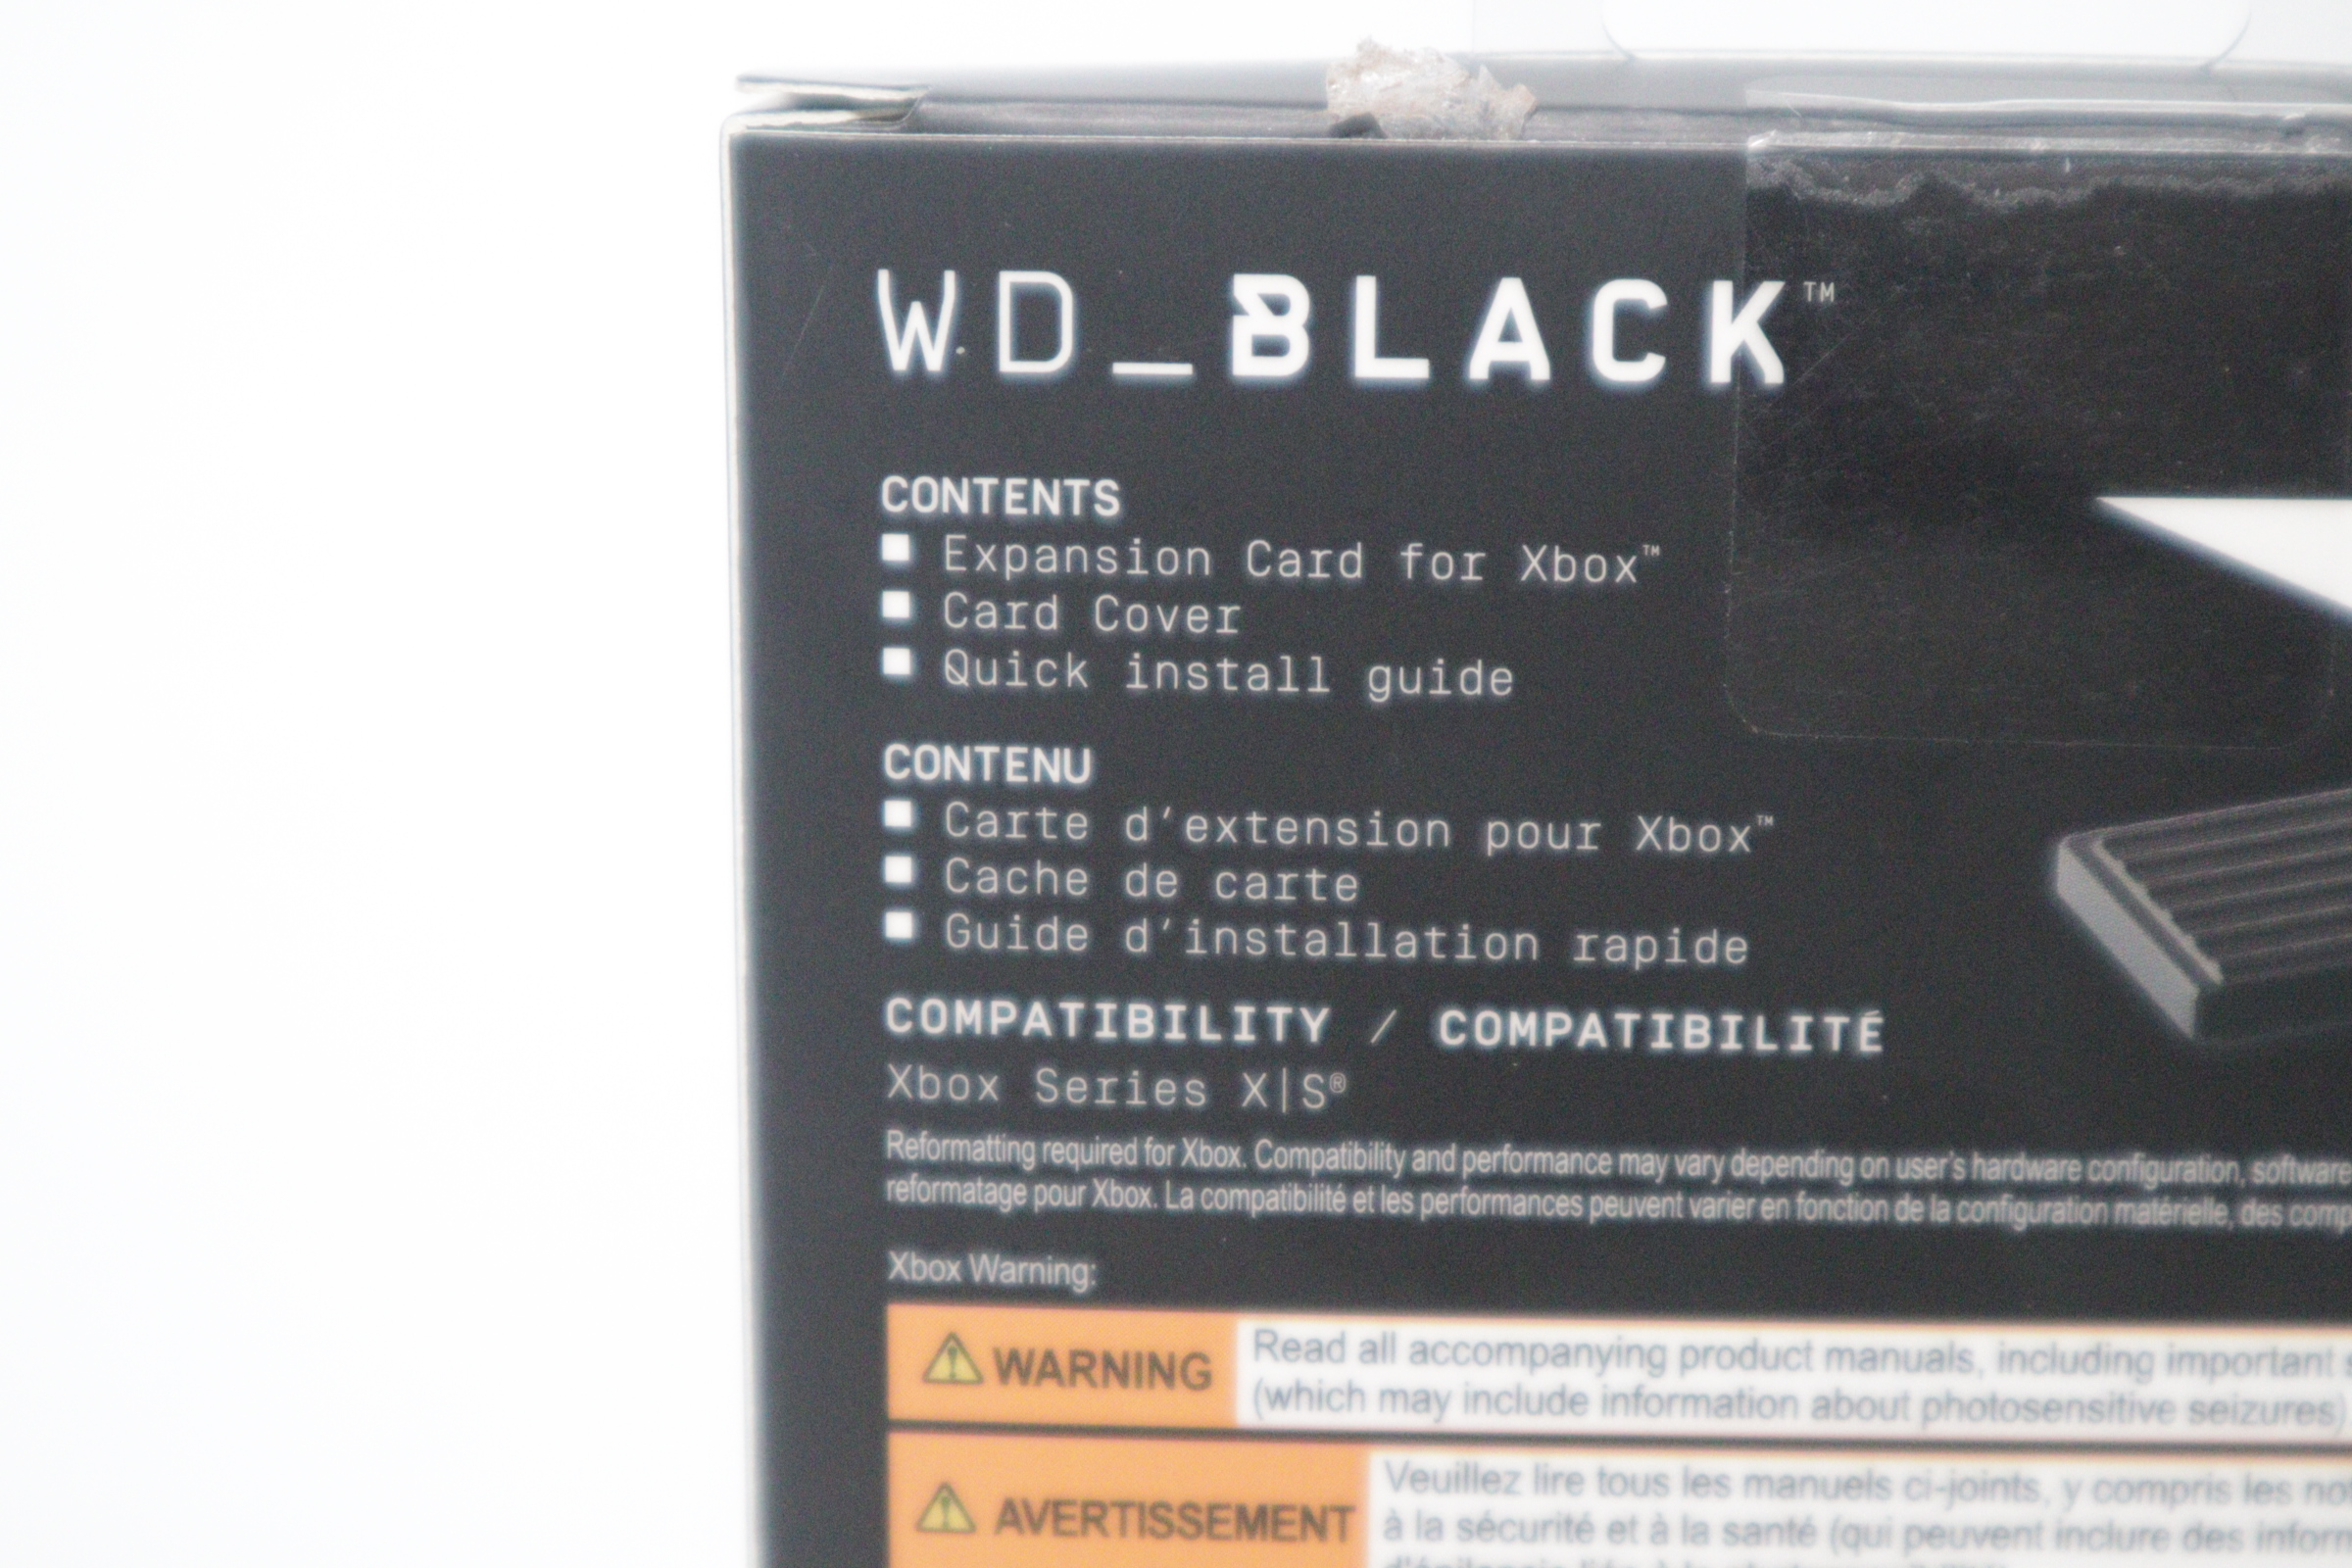 WD_BLACK™
CONTENTS
■ Expansion Card for Xbox™
■ Card Cover
■ Quick install guide
CONTENU
■ Carte d'extension pour Xbox™
■ Cache de carte
■ Guide d'installation rapide
COMPATIBILITY / COMPATIBILITÉ
Xbox Series X|S®
Reformatting required for Xbox. Compatibility and performance may vary depending on user's hardware configuration, software
reformatage pour Xbox. La compatibilité et les performances peuvent varier en fonction de la configuration matérielle, des comp
Xbox Warning:
WARNING
Read all accompanying product manuals, including important
(which may include information about photosensitive seizures)
AVERTISSEMENT
Veuillez lire tous les manuels ci-joints, y compris les no
à la sécurité et à la santé (qui peuvent inclure des infor